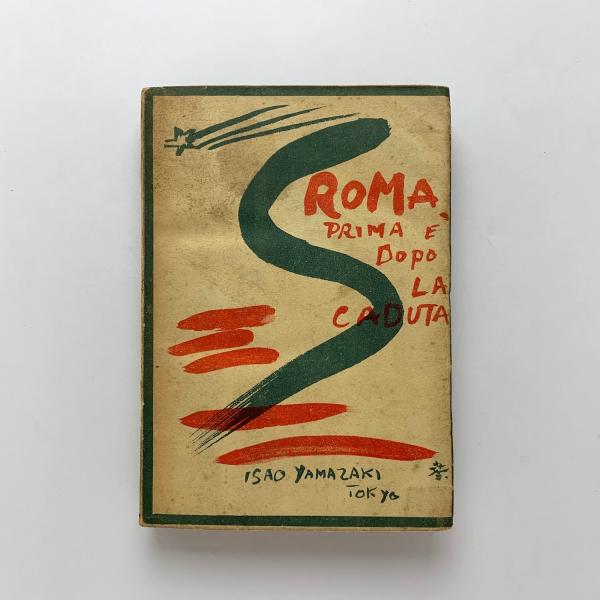 ROMA
PRIMA È
DOPO
LA
CADUTA
ISAO YAMAZAKI
TOKYO